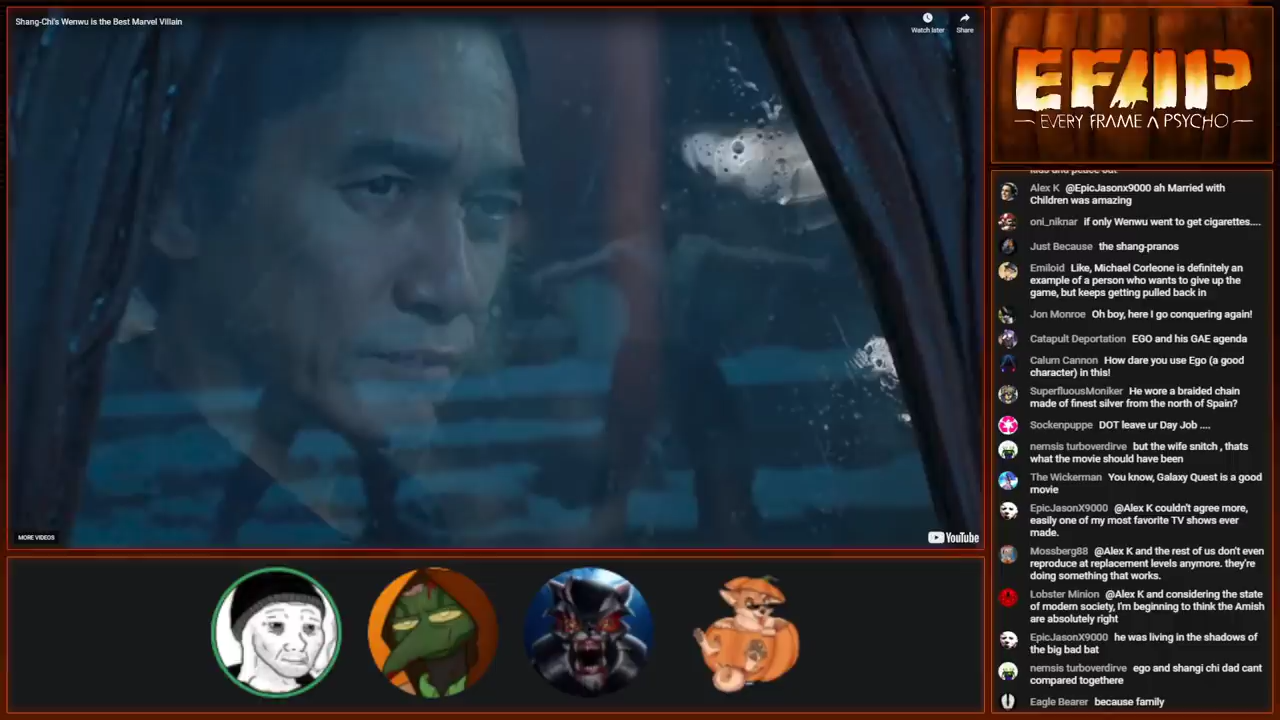 Shang-Chi's Wenwu is the Best Marvel Villain
Watch later
Share
MORE VIDEOS
YouTube
EFAP
EVERY FRAME A PSYCHO
Alex K @EpicJasonx9000 ah Married with
Children was amazing
oni_niknar if only Wenwu went to get cigarettes....
Just Because the shang-pranos
Emiloid Like, Michael Corleone is definitely an
example of a person who wants to give up the
game, but keeps getting pulled back in
Jon Monroe Oh boy, here I go conquering again!
Catapult Deportation EGO and his GAE agenda
Calum Cannon How dare you use Ego (a good
character) in this!
SuperfluousMoniker He wore a braided chain
made of finest silver from the north of Spain?
Sockenpuppe DOT leave ur Day Job ....
nemsis turboverdirve but the wife snitch , thats
what the movie should have been
The Wickerman You know, Galaxy Quest is a good
movie
EpicJasonX9000 @Alex K couldn't agree more,
easily one of my most favorite TV shows ever
made.
Mossberg88 @Alex K and the rest of us don't even
reproduce at replacement levels anymore. they're
doing something that works.
Lobster Minion @Alex K and considering the state
of modern society, I'm beginning to think the Amish
are absolutely right
EpicJasonX9000 he was living in the shadows of
the big bad bat
nemsis turboverdirve ego and shangi chi dad cant
compared togethere
Eagle Bearer because family